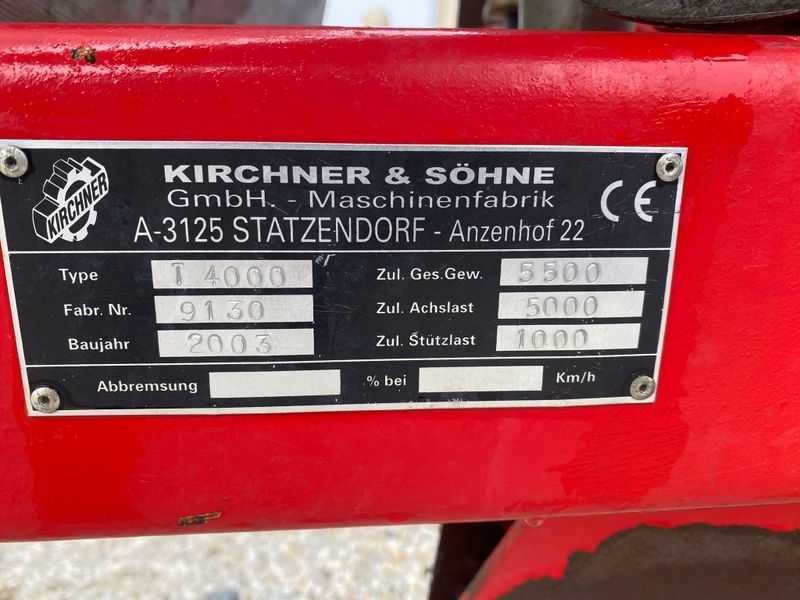 KIRCHNER
KIRCHNER & SÖHNE
GmbH. - Maschinenfabrik
A-3125 STATZENDORF - Anzenhof 22
CE
Type T 4000 Zul. Ges.Gew. 5500
Fabr. Nr. 9130 Zul. Achslast 5000
Baujahr 2003 Zul. Stützlast 1000
Abbremsung % bei Km/h